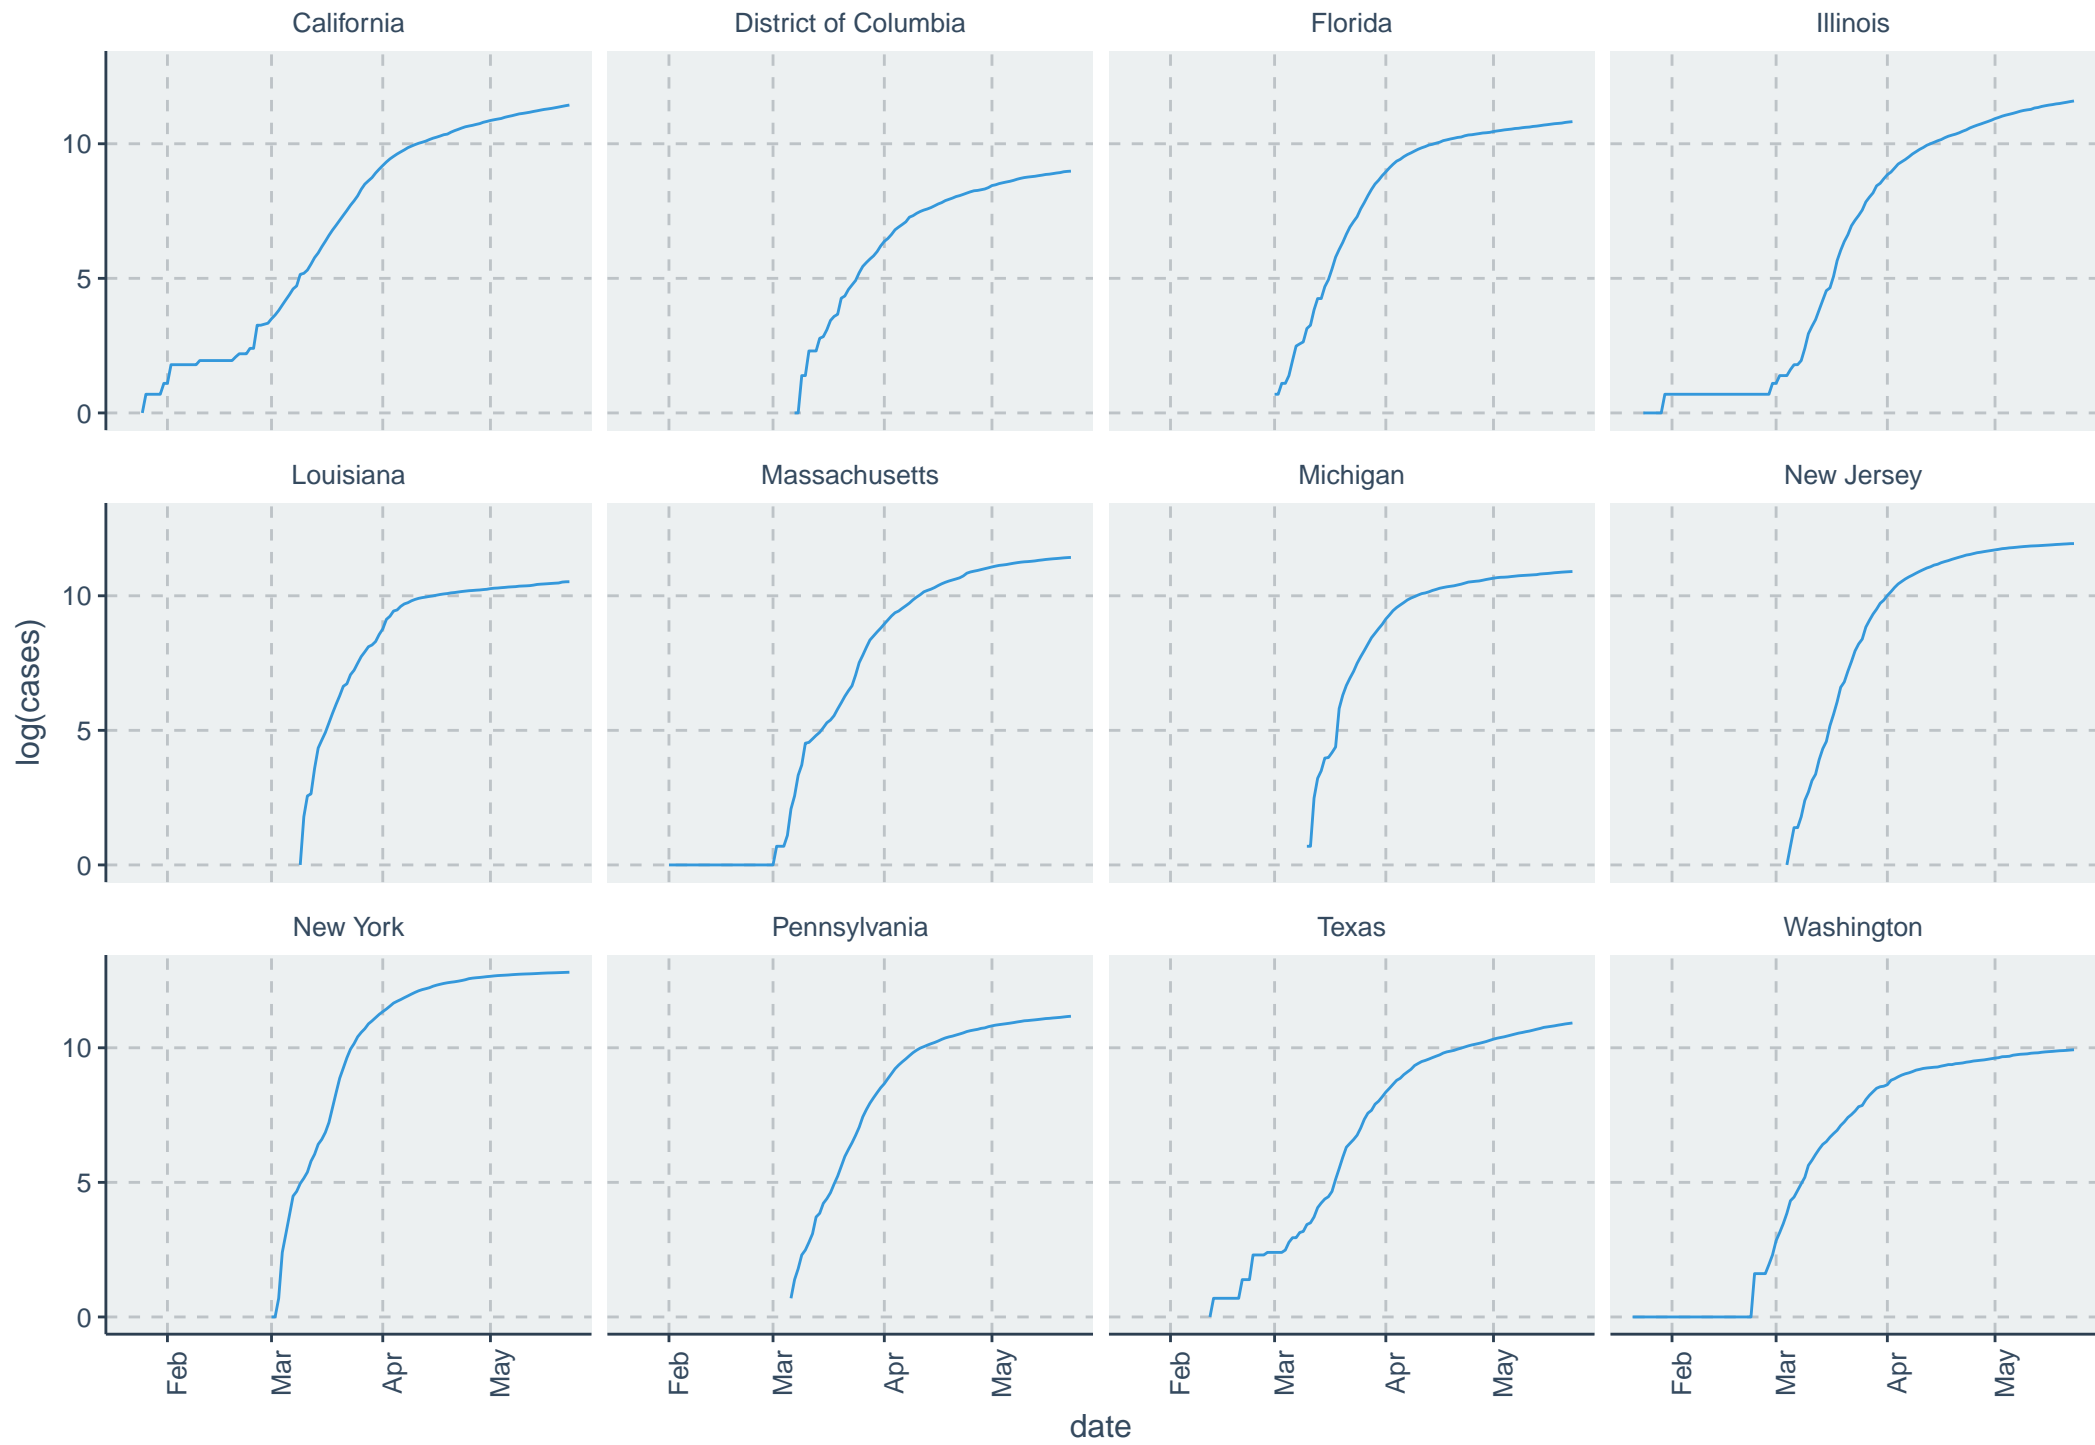 California
District of Columbia
Florida
Illinois
10
5
0
Louisiana
Massachusetts
Michigan
New Jersey
10
5
0
log(cases)
New York
Pennsylvania
Texas
Washington
10
5
0
Feb
Mar
Apr
May
Feb
Mar
Apr
May
Feb
Mar
Apr
May
Feb
Mar
Apr
May
date